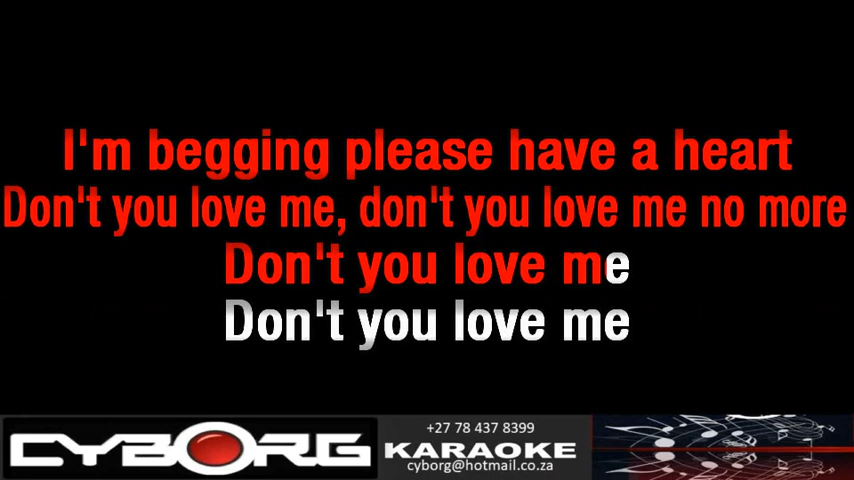 I'm begging please have a heart
Don't you love me, don't you love me no more
Don't you love me
Don't you love me
CYBORG
+27 78 437 8399
KARAOKE
cyborg@hotmail.co.za